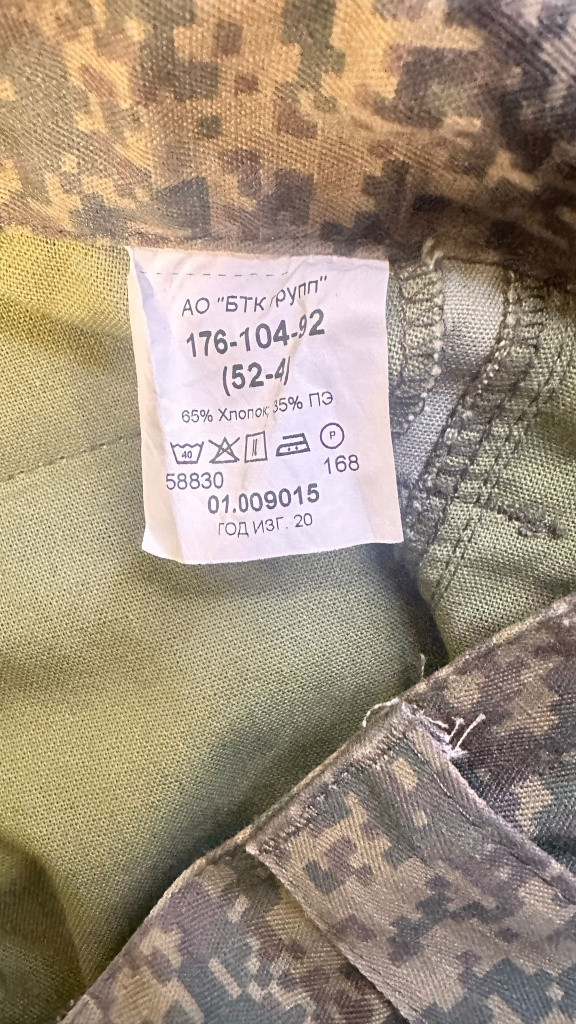 АО "БТК ГРУПП"
176-104-92
(52-4)
65% Хлопок 35% ПЭ
40 P
58830 168
01.009015
ГОД ИЗГ. 20